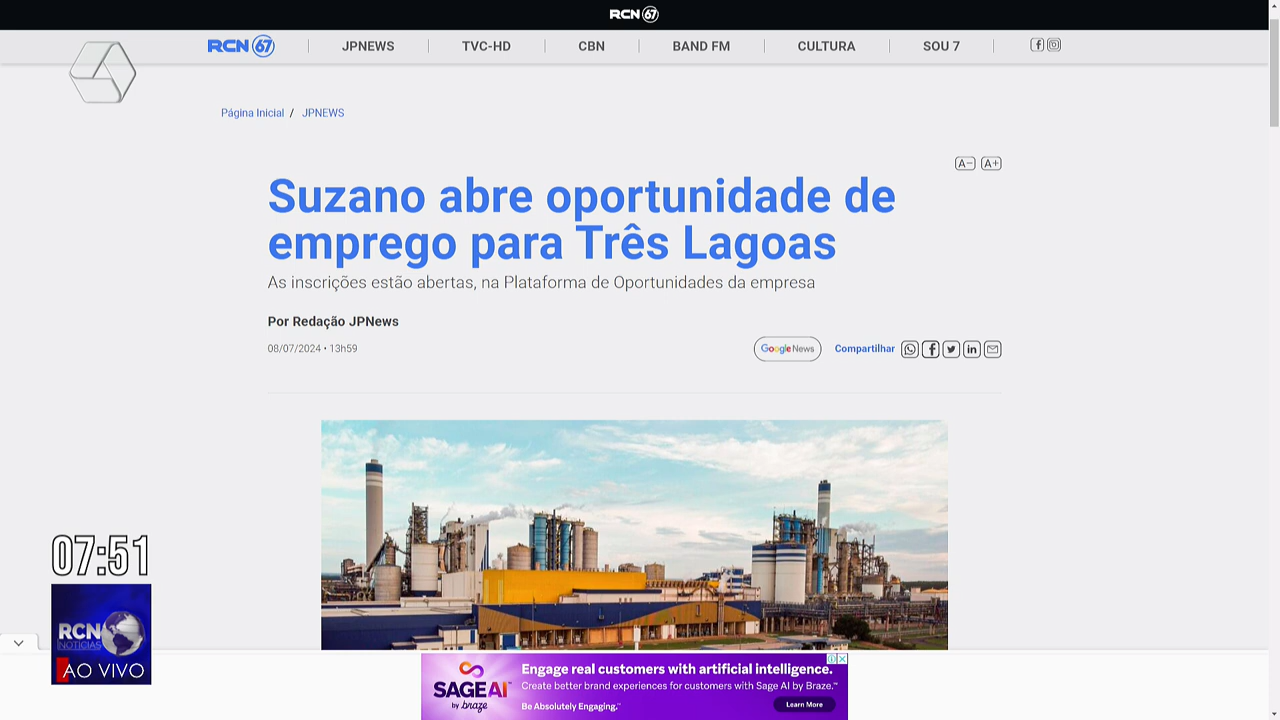 RCN 67
RCN 67 JPNEWS TVC-HD CBN BAND FM CULTURA SOU 7
Página Inicial / JPNEWS
A- A+
Suzano abre oportunidade de
emprego para Três Lagoas
As inscrições estão abertas, na Plataforma de Oportunidades da empresa
Por Redação JPNews
08/07/2024 • 13h59
Google News Compartilhar
07:51
RCN
NOTÍCIAS
AO VIVO
SAGE AI™
by braze
Engage real customers with artificial intelligence.
Create better brand experiences for customers with Sage AI by Braze.™
Be Absolutely Engaging.™
Learn More